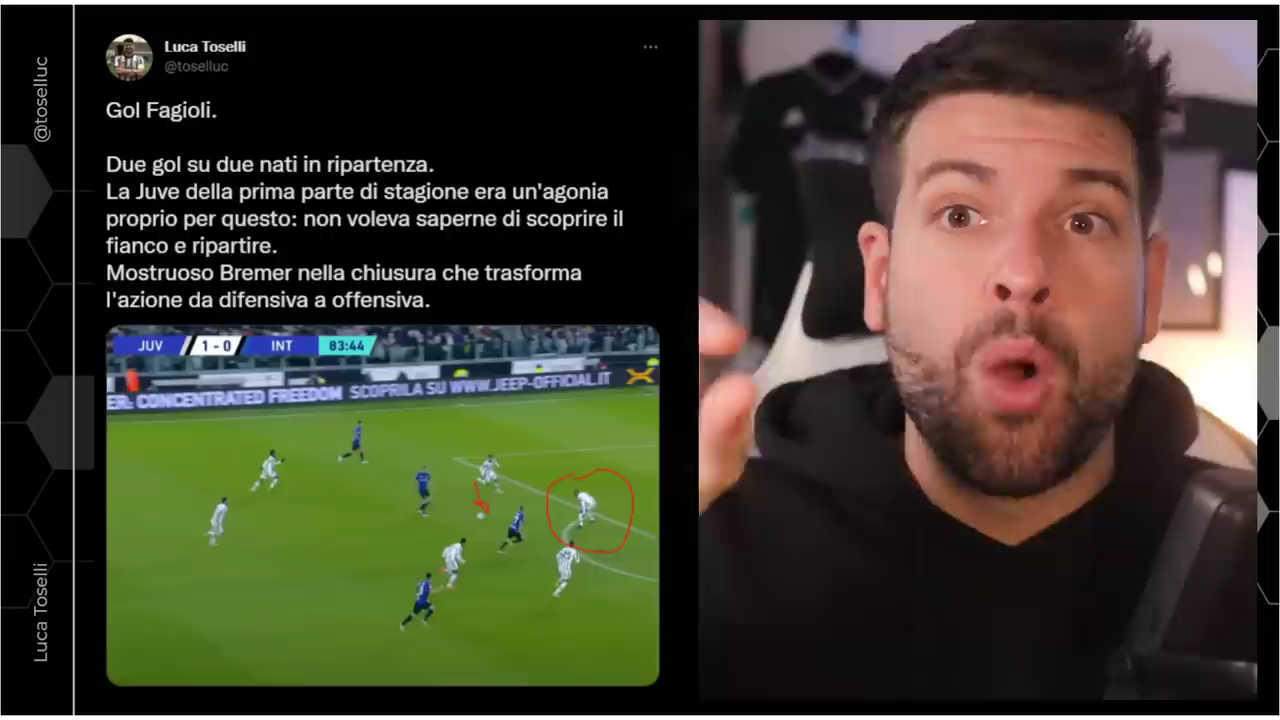 Luca Toselli
@toselluc
Gol Fagioli.
Due gol su due nati in ripartenza.
La Juve della prima parte di stagione era un'agonia
proprio per questo: non voleva saperne di scoprire il
fianco e ripartire.
Mostruoso Bremer nella chiusura che trasforma
l'azione da difensiva a offensiva.
JUV 1 - 0 INT 83:44
ER: CONCENTRATED FREEDOM SCOPRILA SU WWW.JEEP-OFFICIAL.IT
@toselluc
Luca Toselli